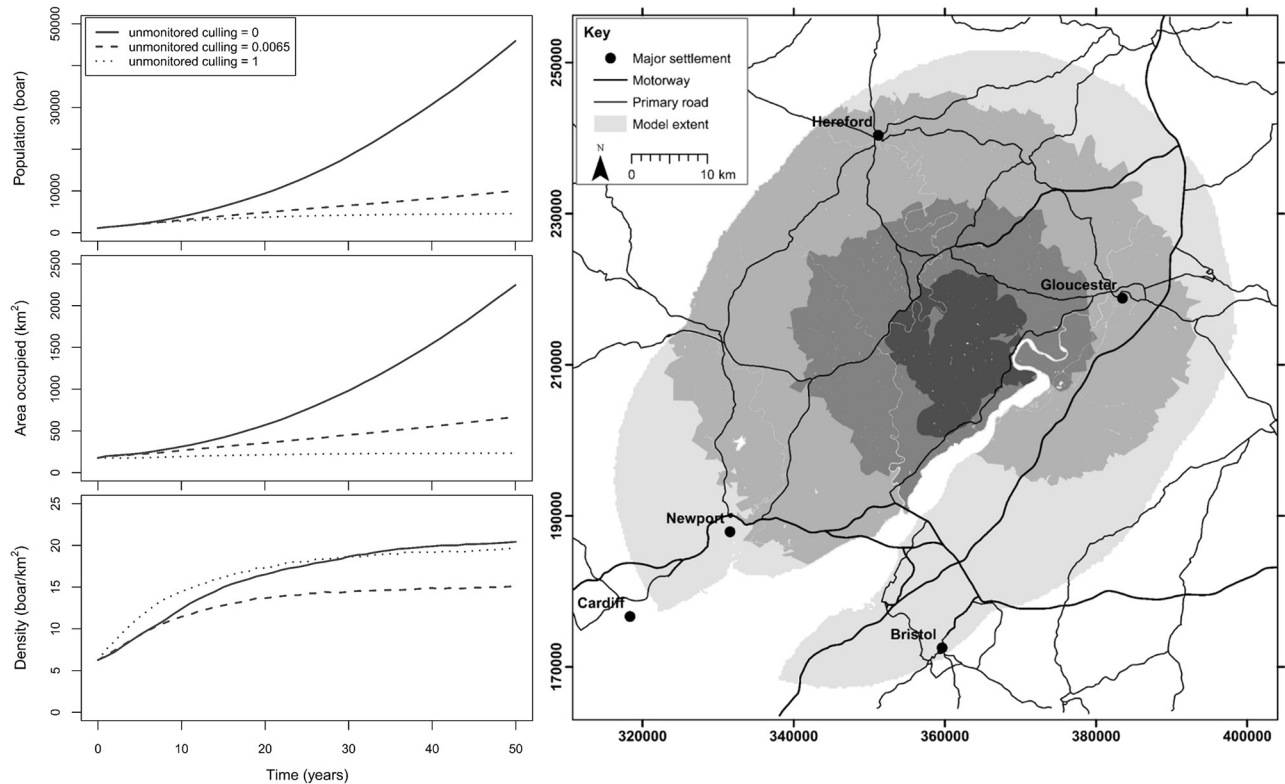 unmonitored culling = 0
unmonitored culling = 0.0065
unmonitored culling = 1
Population (boar)
0
10000
30000
50000
Area occupied (km²)
0
500
1000
1500
2000
2500
Density (boar/km²)
0
5
10
15
20
25
0 10 20 30 40 50
Time (years)
Key
Major settlement
Motorway
Primary road
Model extent
N
0 10 km
Hereford
Gloucester
Newport
Cardiff
Bristol
250000
230000
210000
190000
170000
320000 340000 360000 380000 400000